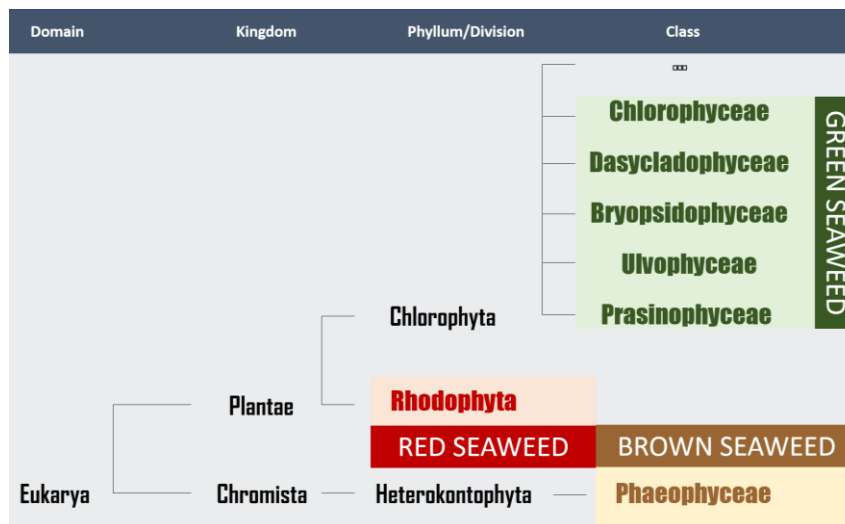 Domain Kingdom Phyllum/Division Class
Chlorophyceae
Dasycladophyceae
Bryopsidophyceae
Ulvophyceae
Prasinophyceae
GREEN SEAWEED
Chlorophyta
Plantae
Rhodophyta
RED SEAWEED
BROWN SEAWEED
Eukarya
Chromista
Heterokontophyta
Phaeophyceae